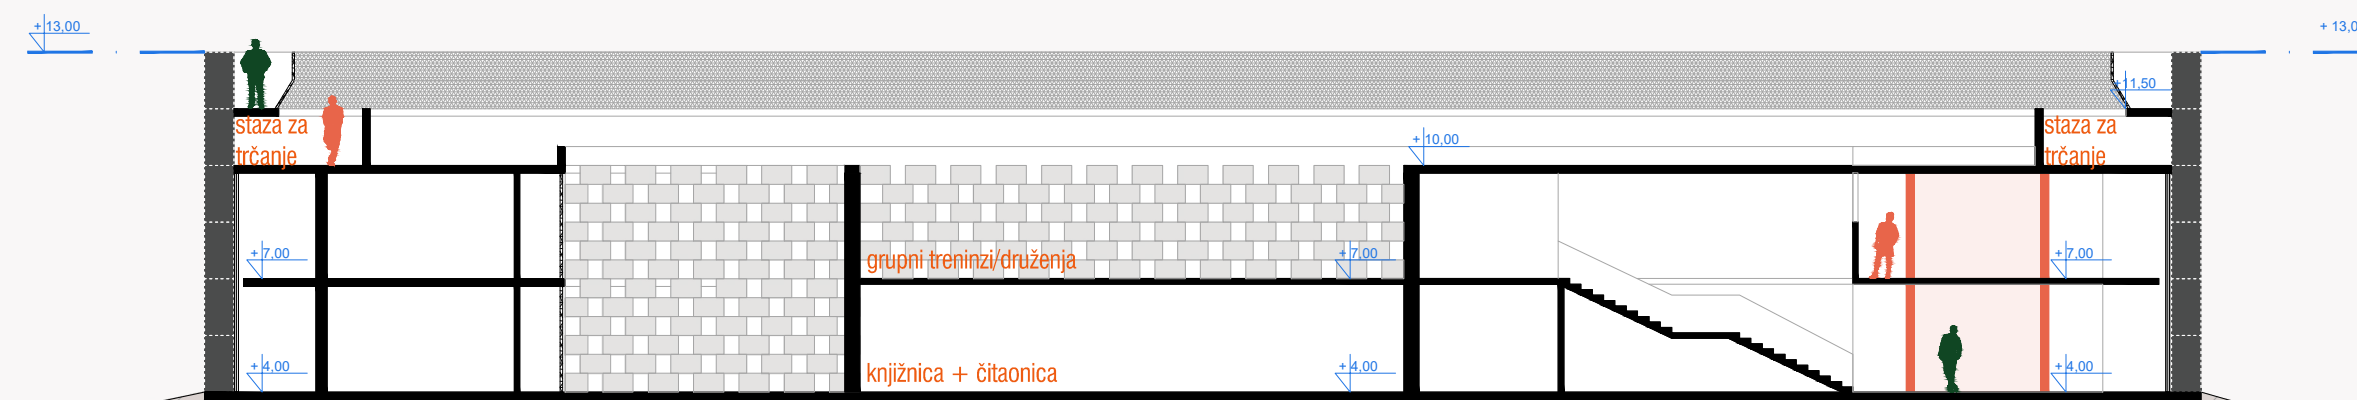 +13,00
+ 13,0
+11,50
staza za
trčanje
staza za
trčanje
+10,00
+7,00
grupni treninzi/druženja
+7,00
+7,00
+4,00
knjižnica + čitaonica
+4,00
+4,00